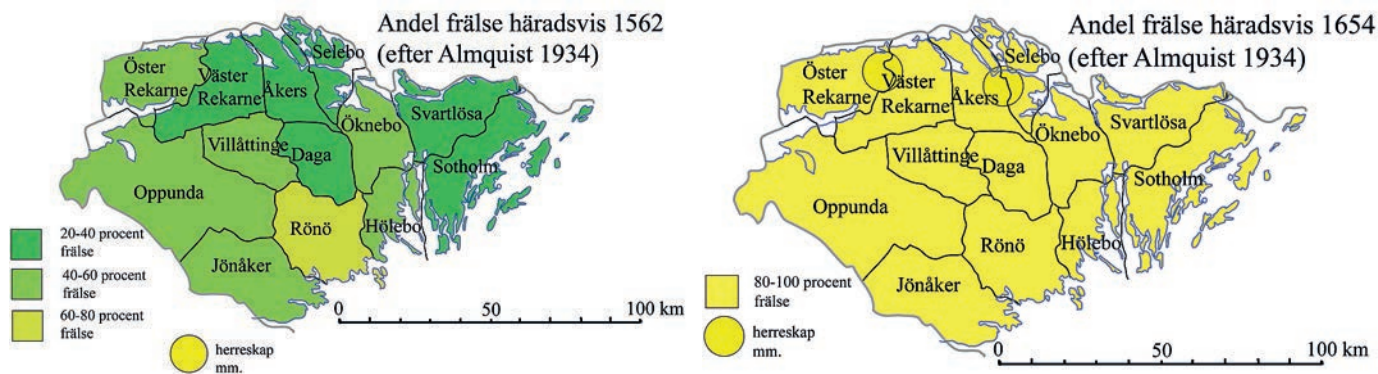 Andel frälse häradsvis 1562
(efter Almquist 1934)
Selebo
Öster
Rekarne
Väster
Rekarne
Åkers
Öknebo
Svartlösa
Villåttinge
Daga
Sotholm
Oppunda
Rönö
Hölebo
Jönåker
20-40 procent
frälse
40-60 procent
frälse
60-80 procent
frälse
herreskap
mm.
0 50 100 km
Andel frälse häradsvis 1654
(efter Almquist 1934)
Selebo
Öster
Rekarne
Väster
Rekarne
Åkers
Öknebo
Svartlösa
Villåttinge
Daga
Sotholm
Oppunda
Rönö
Hölebo
Jönåker
80-100 procent
frälse
herreskap
mm.
0 50 100 km